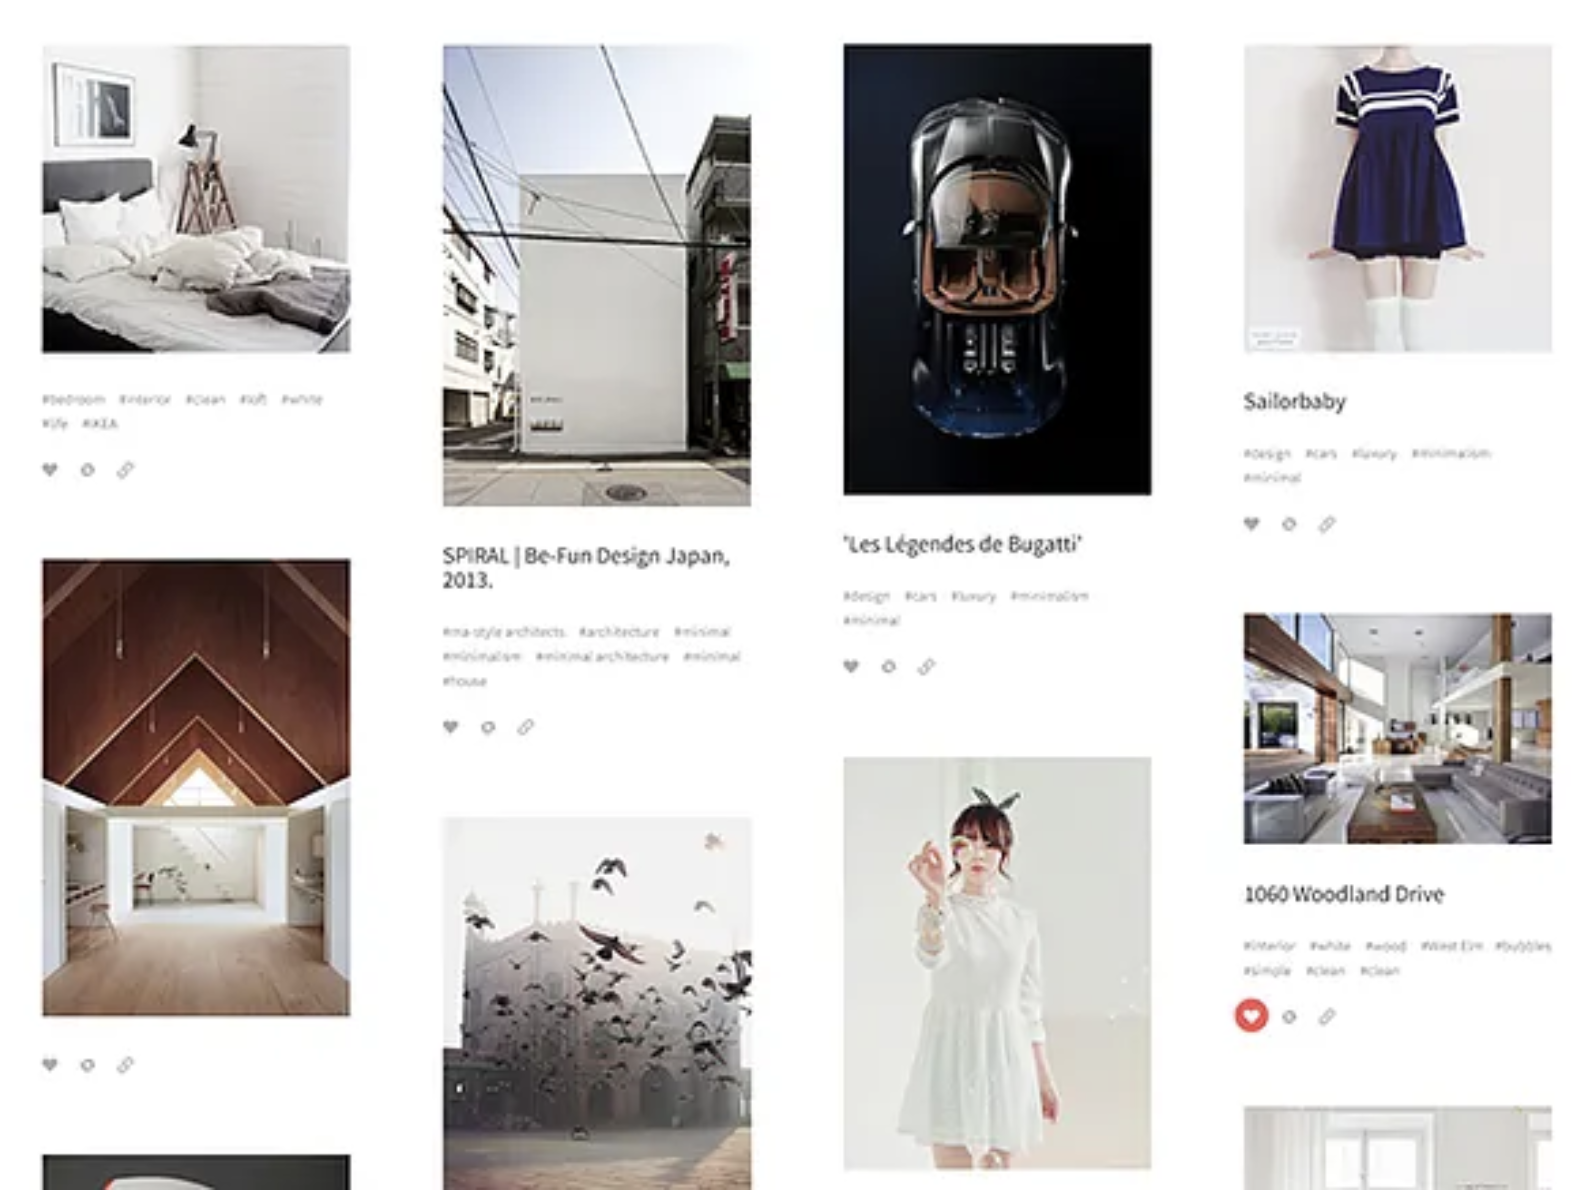 #bedroom #interior #clean #loft #white
#life #IKEA
SPIRAL | Be-Fun Design Japan,
2013.
#ma-style architects #architecture #minimal
#minimalism #minimal architecture #minimal
#house
'Les Légendes de Bugatti'
#design #cars #luxury #minimalism
#minimal
Sailorbaby
#design #cars #luxury #minimalism
#minimal
1060 Woodland Drive
#interior #white #wood #West Elm #bubbles
#simple #clean #clean